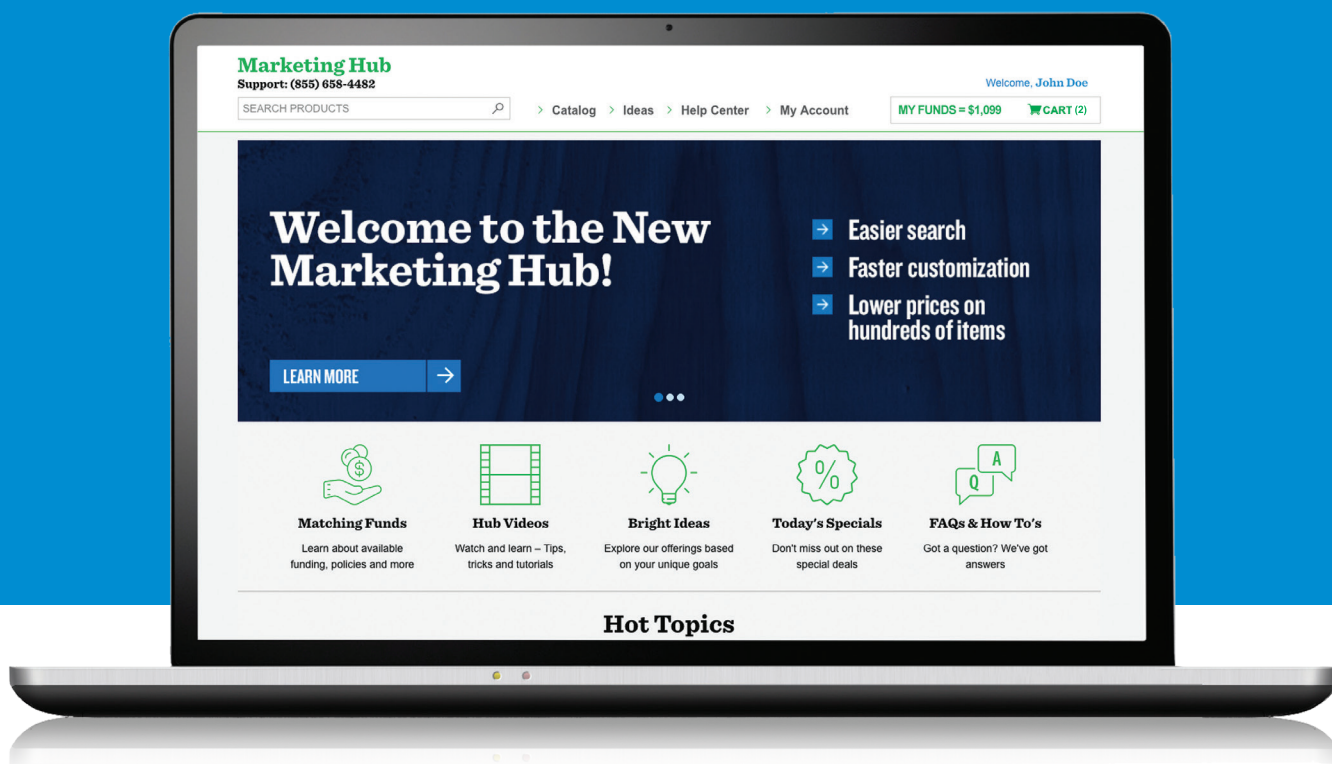 Marketing Hub
Support: (855) 658-4482
Welcome, John Doe
SEARCH PRODUCTS
> Catalog > Ideas > Help Center > My Account
MY FUNDS = $1,099 CART (2)
Welcome to the New
Marketing Hub!
Easier search
Faster customization
Lower prices on
hundreds of items
LEARN MORE
$
%
A
Q
Matching Funds
Learn about available
funding, policies and more
Hub Videos
Watch and learn – Tips,
tricks and tutorials
Bright Ideas
Explore our offerings based
on your unique goals
Today's Specials
Don't miss out on these
special deals
FAQs & How To's
Got a question? We've got
answers
Hot Topics